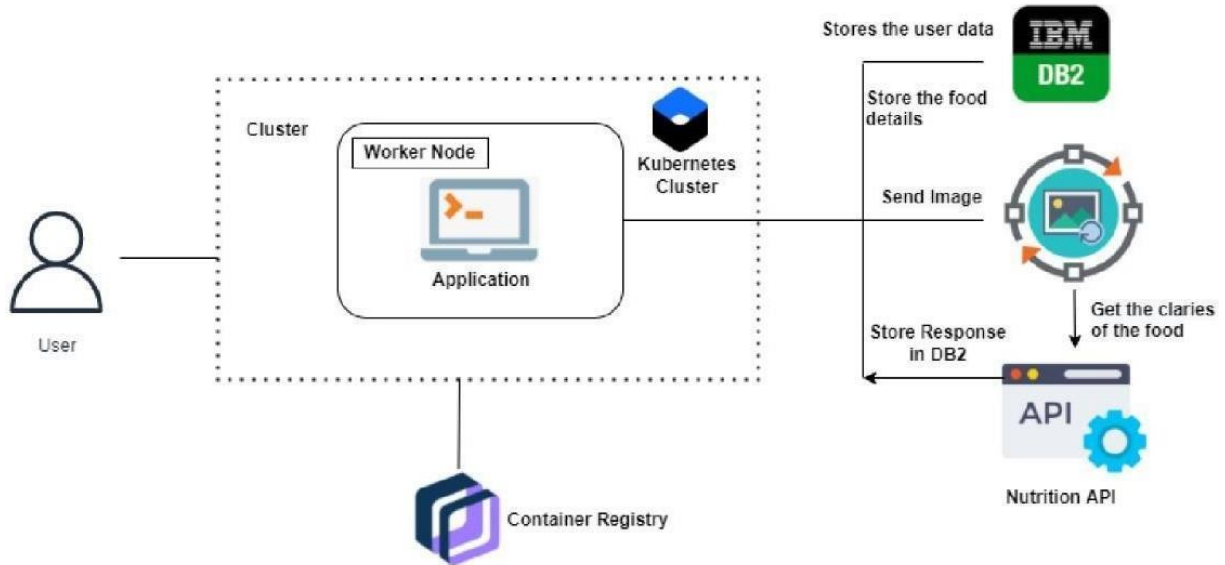 Stores the user data
IBM
DB2
Store the food
details
Cluster
Worker Node
Kubernetes
Cluster
Send Image
Application
User
Get the claries
of the food
Store Response
in DB2
API
Nutrition API
Container Registry